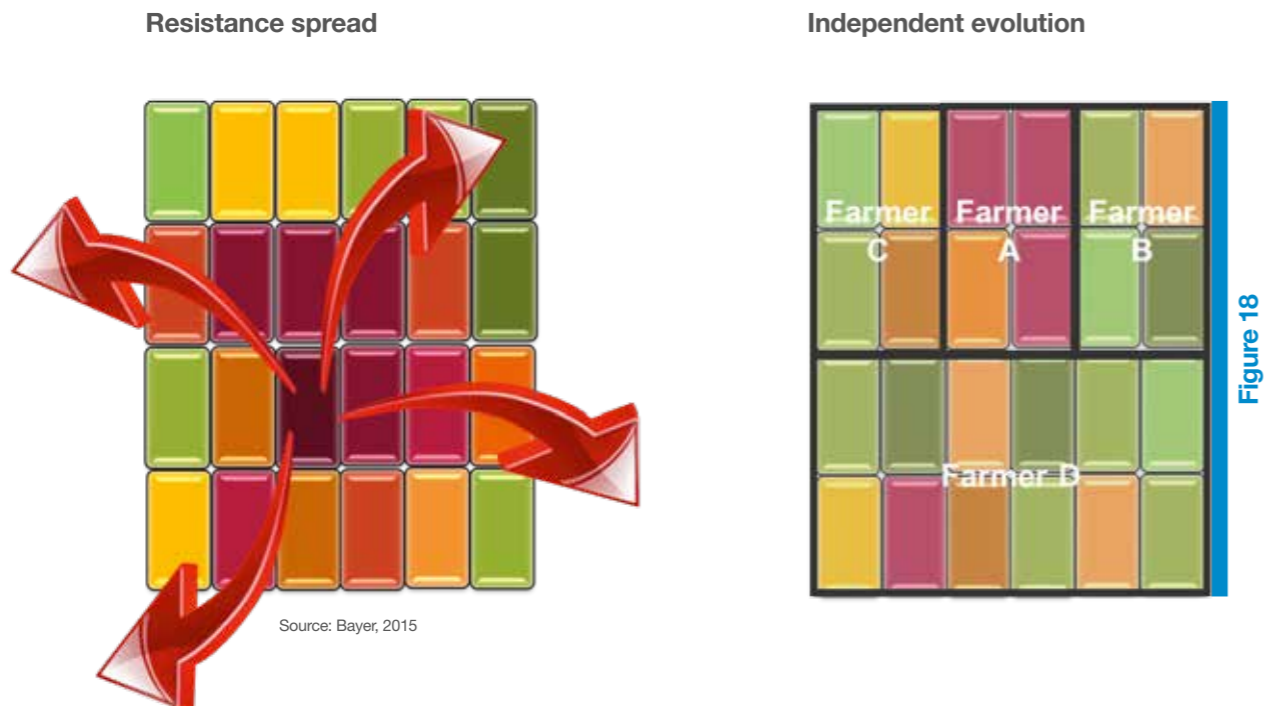 Resistance spread
Independent evolution
Farmer
C
Farmer
A
Farmer
B
Farmer D
Figure 18
Source: Bayer, 2015